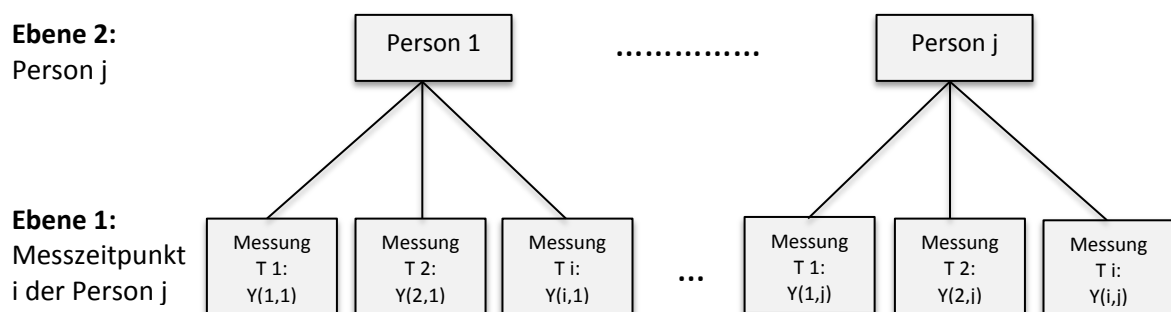 Ebene 2:
Person j
Person 1
……………
Person j
Ebene 1:
Messzeitpunkt
i der Person j
Messung
T 1:
Y(1,1)
Messung
T 2:
Y(2,1)
Messung
T i:
Y(i,1)
...
Messung
T 1:
Y(1,j)
Messung
T 2:
Y(2,j)
Messung
T i:
Y(i,j)